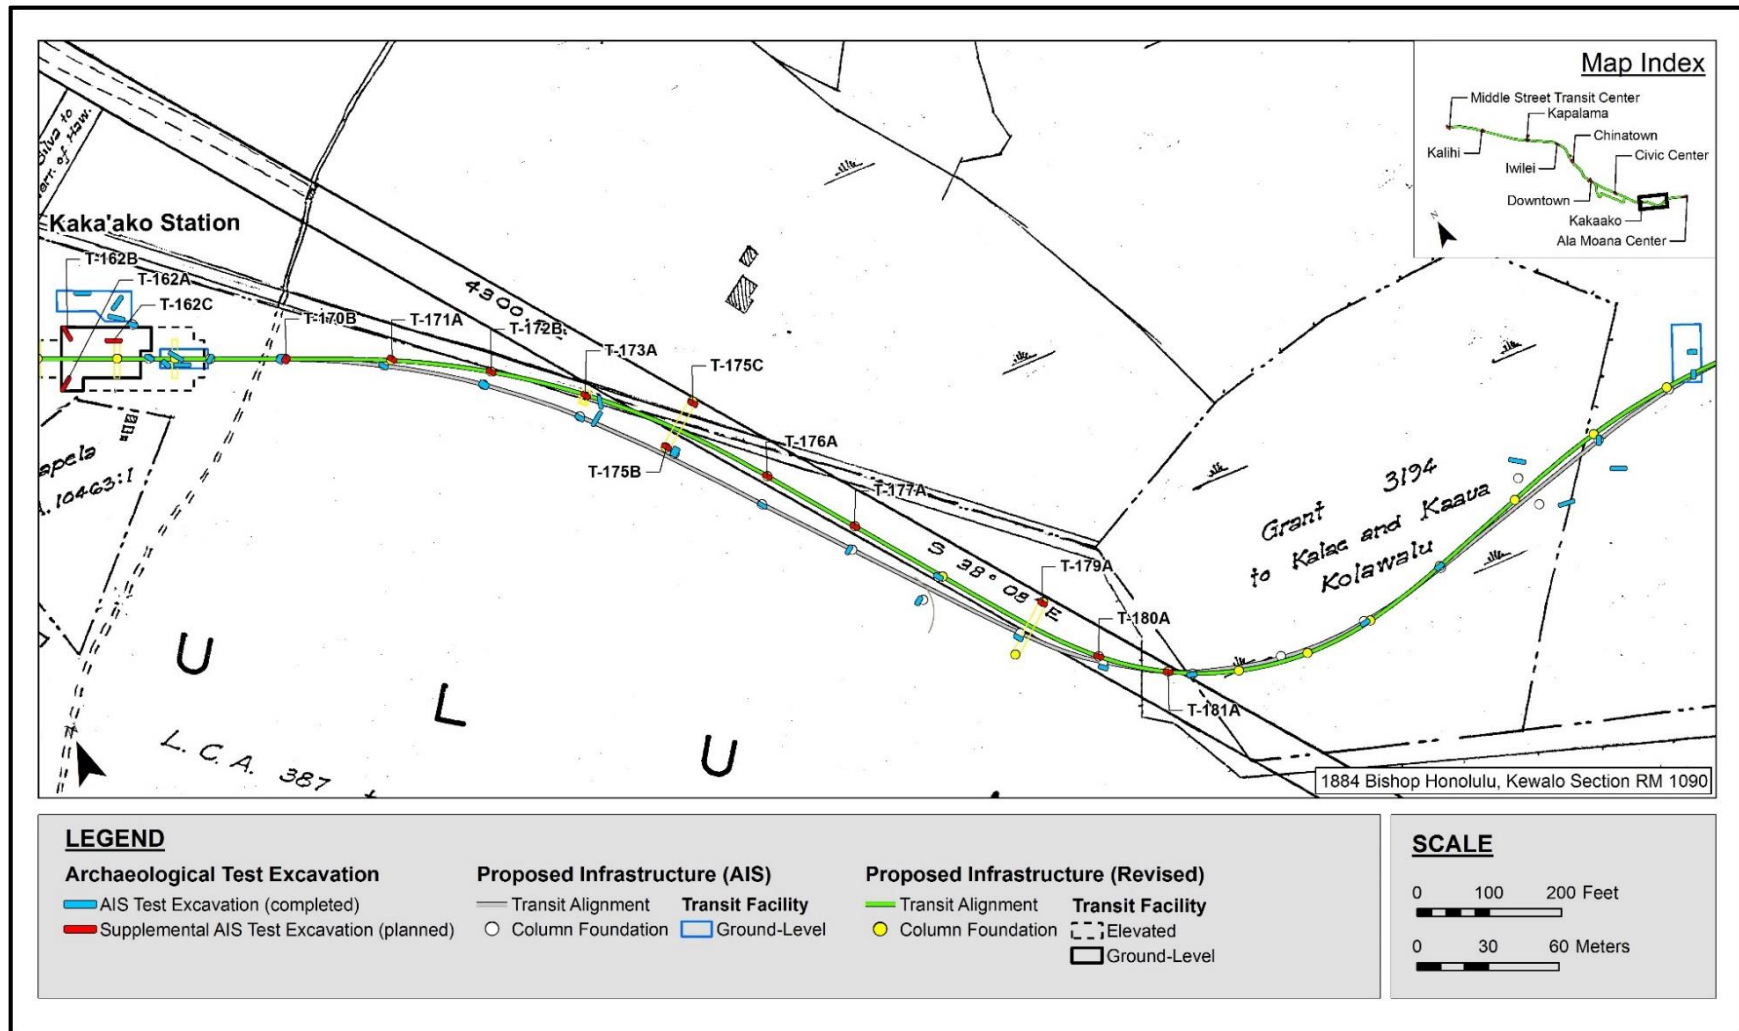 Map Index
Middle Street Transit Center
Kapalama
Chinatown
Civic Center
Kalihi
Iwilei
Downtown
Kakaako
Ala Moana Center
N
Silva to
Kaka'ako Station
T-162B
T-162A
T-162C
T-170B
T-171A
T-172B
T-173A
T-175C
T-175B
T-176A
T-177A
T-179A
T-180A
T-181A
4300
S 38° 08' E
apela
10463:1
Grant 3194
to Kalae and Kaaua
Kolawalu
U L U
L. C. A. 387
N
1884 Bishop Honolulu, Kewalo Section RM 1090
LEGEND
Archaeological Test Excavation
AIS Test Excavation (completed)
Supplemental AIS Test Excavation (planned)
Proposed Infrastructure (AIS)
Transit Alignment
Column Foundation
Transit Facility
Ground-Level
Proposed Infrastructure (Revised)
Transit Alignment
Column Foundation
Transit Facility
Elevated
Ground-Level
SCALE
0 100 200 Feet
0 30 60 Meters